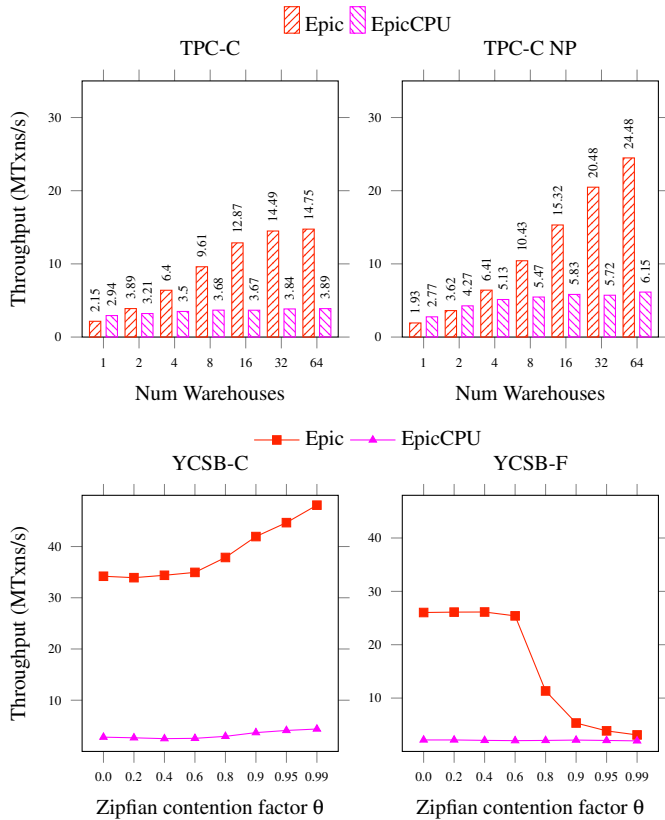 Epic EpicCPU
TPC-C TPC-C NP
Throughput (MTxns/s)
30
20
10
0
2.15 2.94 3.89 3.21 6.4 3.5 9.61 3.68 12.87 3.67 14.49 3.84 14.75 3.89
1 2 4 8 16 32 64
Num Warehouses
30
20
10
0
1.93 2.77 3.62 4.27 6.41 5.13 10.43 5.47 15.32 5.83 20.48 5.72 24.48 6.15
1 2 4 8 16 32 64
Num Warehouses
Epic EpicCPU
YCSB-C YCSB-F
Throughput (MTxns/s)
40
30
20
10
0.0 0.2 0.4 0.6 0.8 0.9 0.95 0.99
Zipfian contention factor θ
40
30
20
10
0.0 0.2 0.4 0.6 0.8 0.9 0.95 0.99
Zipfian contention factor θ